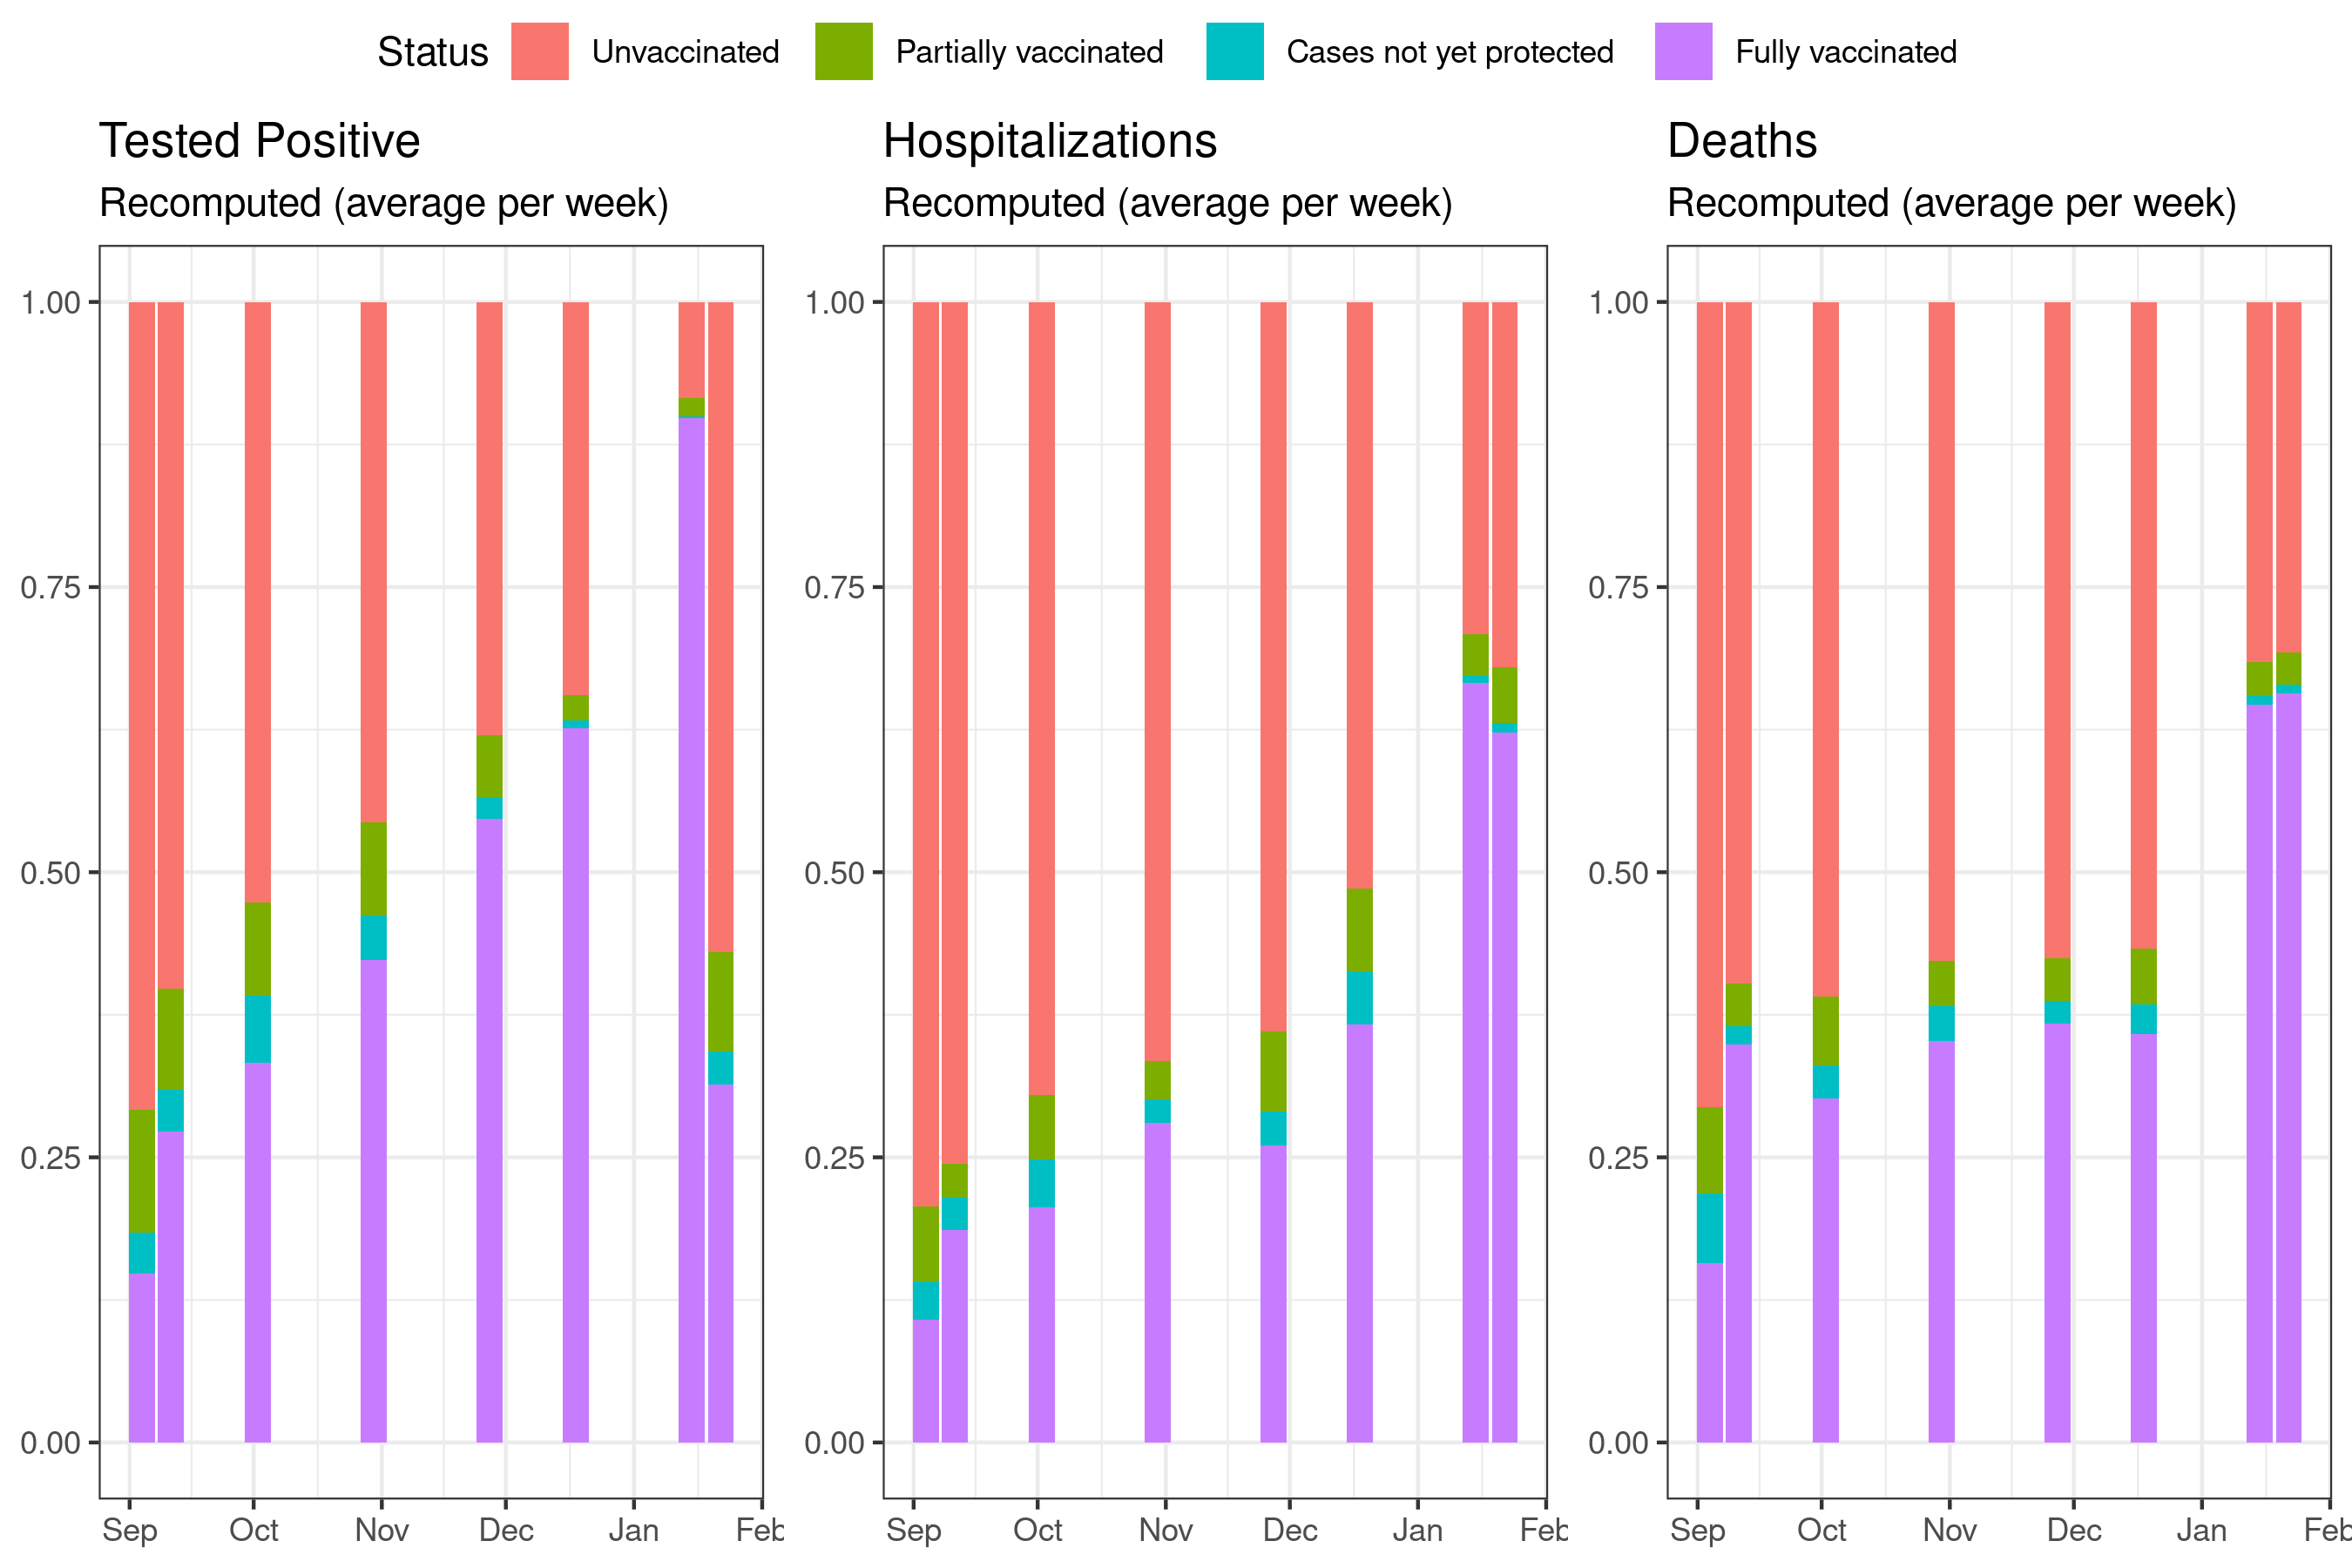 Status Unvaccinated Partially vaccinated Cases not yet protected Fully vaccinated
Tested Positive
Recomputed (average per week)
1.00
0.75
0.50
0.25
0.00
Sep Oct Nov Dec Jan Feb
Hospitalizations
Recomputed (average per week)
1.00
0.75
0.50
0.25
0.00
Sep Oct Nov Dec Jan Feb
Deaths
Recomputed (average per week)
1.00
0.75
0.50
0.25
0.00
Sep Oct Nov Dec Jan Feb